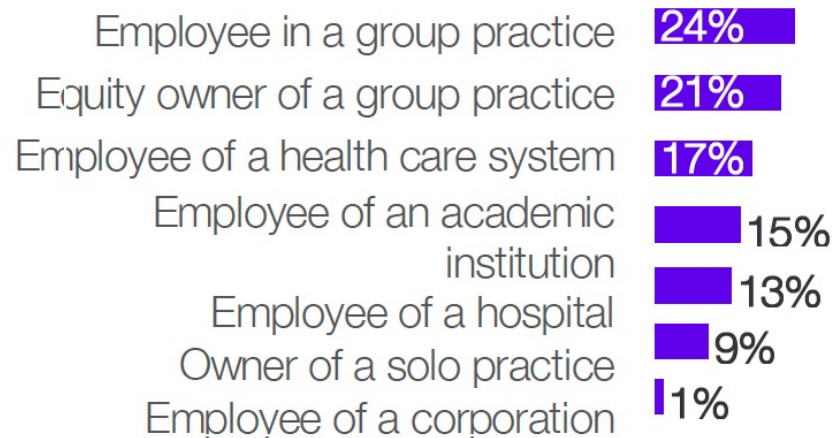 Employee in a group practice 24%
Equity owner of a group practice 21%
Employee of a health care system 17%
Employee of an academic
institution 15%
Employee of a hospital 13%
Owner of a solo practice 9%
Employee of a corporation 1%